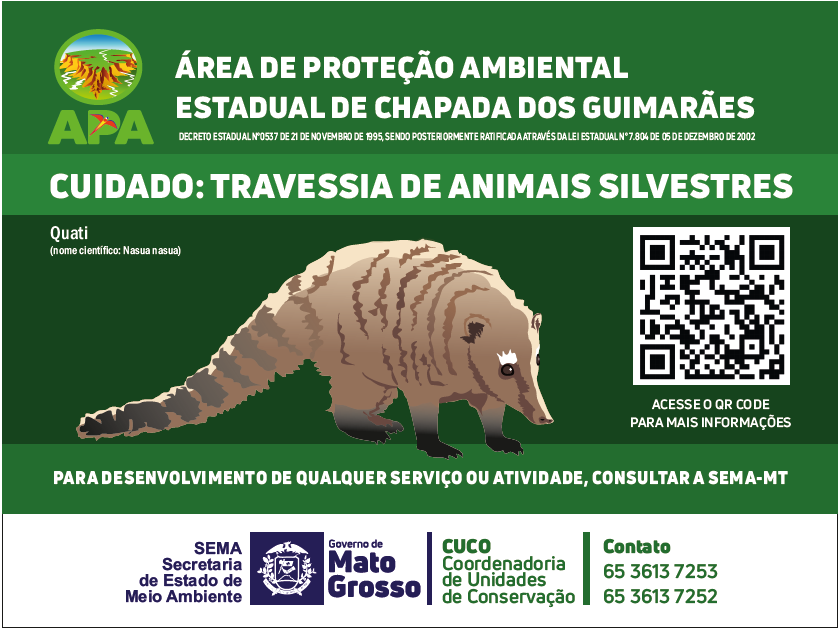 APA
ÁREA DE PROTEÇÃO AMBIENTAL
ESTADUAL DE CHAPADA DOS GUIMARÃES
DECRETO ESTADUAL N°0537 DE 21 DE NOVEMBRO DE 1995, SENDO POSTERIORMENTE RATIFICADA ATRAVÉS DA LEI ESTADUAL N° 7.804 DE 05 DE DEZEMBRO DE 2002
CUIDADO: TRAVESSIA DE ANIMAIS SILVESTRES
Quati
(nome científico: Nasua nasua)
ACESSE O QR CODE
PARA MAIS INFORMAÇÕES
PARA DESENVOLVIMENTO DE QUALQUER SERVIÇO OU ATIVIDADE, CONSULTAR A SEMA-MT
SEMA
Secretaria
de Estado de
Meio Ambiente
Governo de
Mato
Grosso
CUCO
Coordenadoria
de Unidades
de Conservação
Contato
65 3613 7253
65 3613 7252